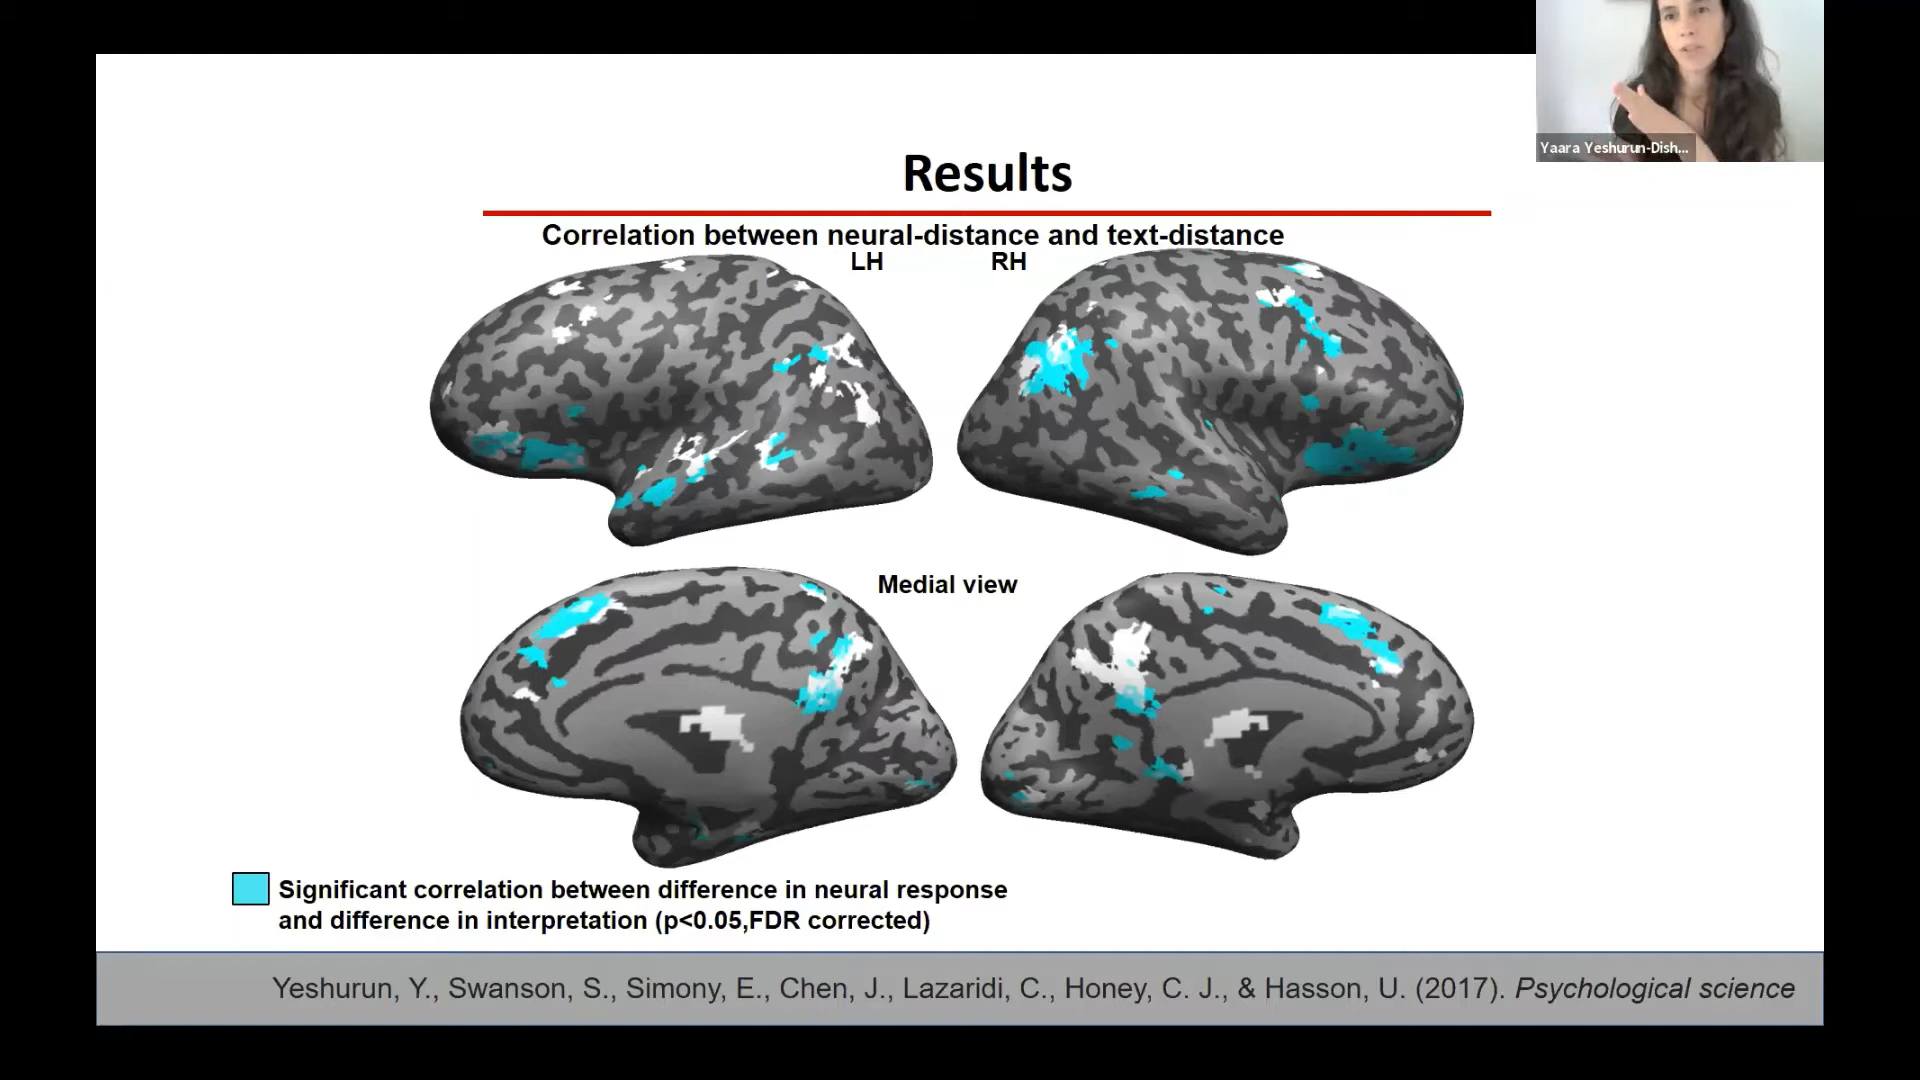 Yaara Yeshurun-Dish...
Results
Correlation between neural-distance and text-distance
LH RH
Medial view
Significant correlation between difference in neural response
and difference in interpretation (p<0.05,FDR corrected)
Yeshurun, Y., Swanson, S., Simony, E., Chen, J., Lazaridi, C., Honey, C. J., & Hasson, U. (2017). Psychological science